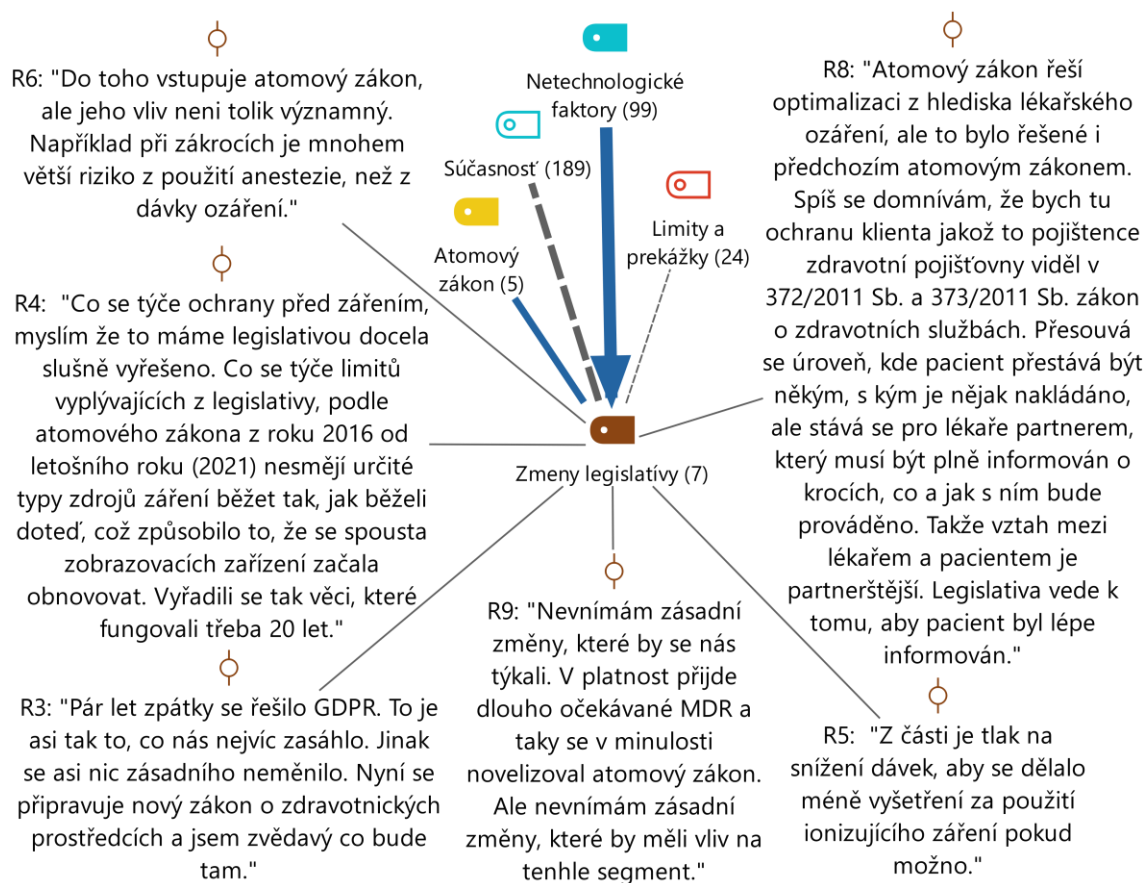 R6: "Do toho vstupuje atomový zákon,
ale jeho vliv neni tolik významný.
Například při zákrocích je mnohem
větší riziko z použití anestezie, než z
dávky ozáření."
Netechnologické
faktory (99)
Súčasnosť (189)
Atomový
zákon (5)
Limity a
prekážky (24)
R8: "Atomový zákon řeší
optimalizaci z hlediska lékařského
ozáření, ale to bylo řešené i
předchozím atomovým zákonem.
Spíš se domnívám, že bych tu
ochranu klienta jakož to pojištence
zdravotní pojišťovny viděl v
372/2011 Sb. a 373/2011 Sb. zákon
o zdravotních službách. Přesouvá
se úroveň, kde pacient přestává být
někým, s kým je nějak nakládáno,
ale stává se pro lékaře partnerem,
který musí být plně informován o
krocích, co a jak s ním bude
prováděno. Takže vztah mezi
lékařem a pacientem je
partnerštější. Legislativa vede k
tomu, aby pacient byl lépe
informován."
R4: "Co se týče ochrany před zářením,
myslím že to máme legislativou docela
slušně vyřešeno. Co se týče limitů
vyplývajících z legislativy, podle
atomového zákona z roku 2016 od
letošního roku (2021) nesmějí určité
typy zdrojů záření běžet tak, jak běželi
doteď, což způsobilo to, že se spousta
zobrazovacích zařízení začala
obnovovat. Vyřadili se tak věci, které
fungovali třeba 20 let."
Zmeny legislatívy (7)
R3: "Pár let zpátky se řešilo GDPR. To je
asi tak to, co nás nejvíc zasáhlo. Jinak
se asi nic zásadního neměnilo. Nyní se
připravuje nový zákon o zdravotnických
prostředcích a jsem zvědavý co bude
tam."
R9: "Nevnímám zásadní
změny, které by se nás
týkali. V platnost přijde
dlouho očekávané MDR a
taky se v minulosti
novelizoval atomový zákon.
Ale nevnímám zásadní
změny, které by měli vliv na
tenhle segment."
R5: "Z části je tlak na
snížení dávek, aby se dělalo
méně vyšetření za použití
ionizujícího záření pokud
možno."